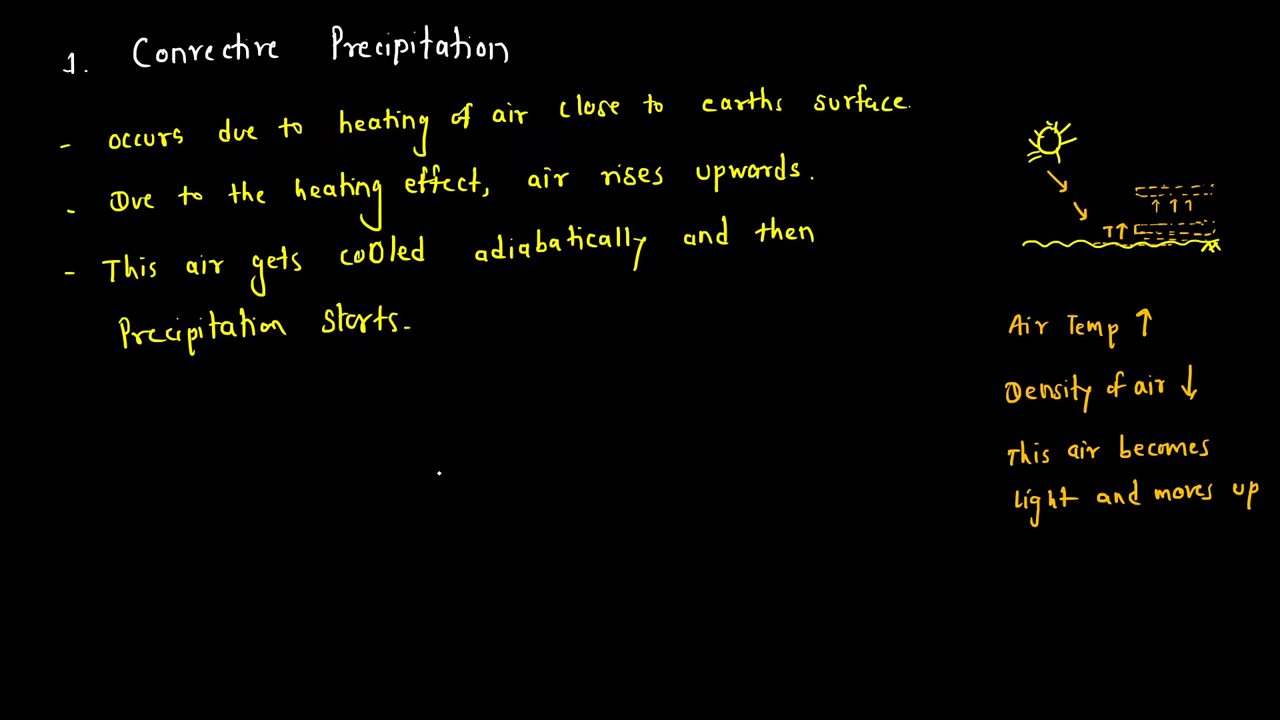 1. Convective Precipitation
- occurs due to heating of air close to earths surface.
- Due to the heating effect, air rises upwards.
- This air gets cooled adiabatically and then
Precipitation starts.
T↑
Air Temp ↑
Density of air ↓
This air becomes
light and moves up